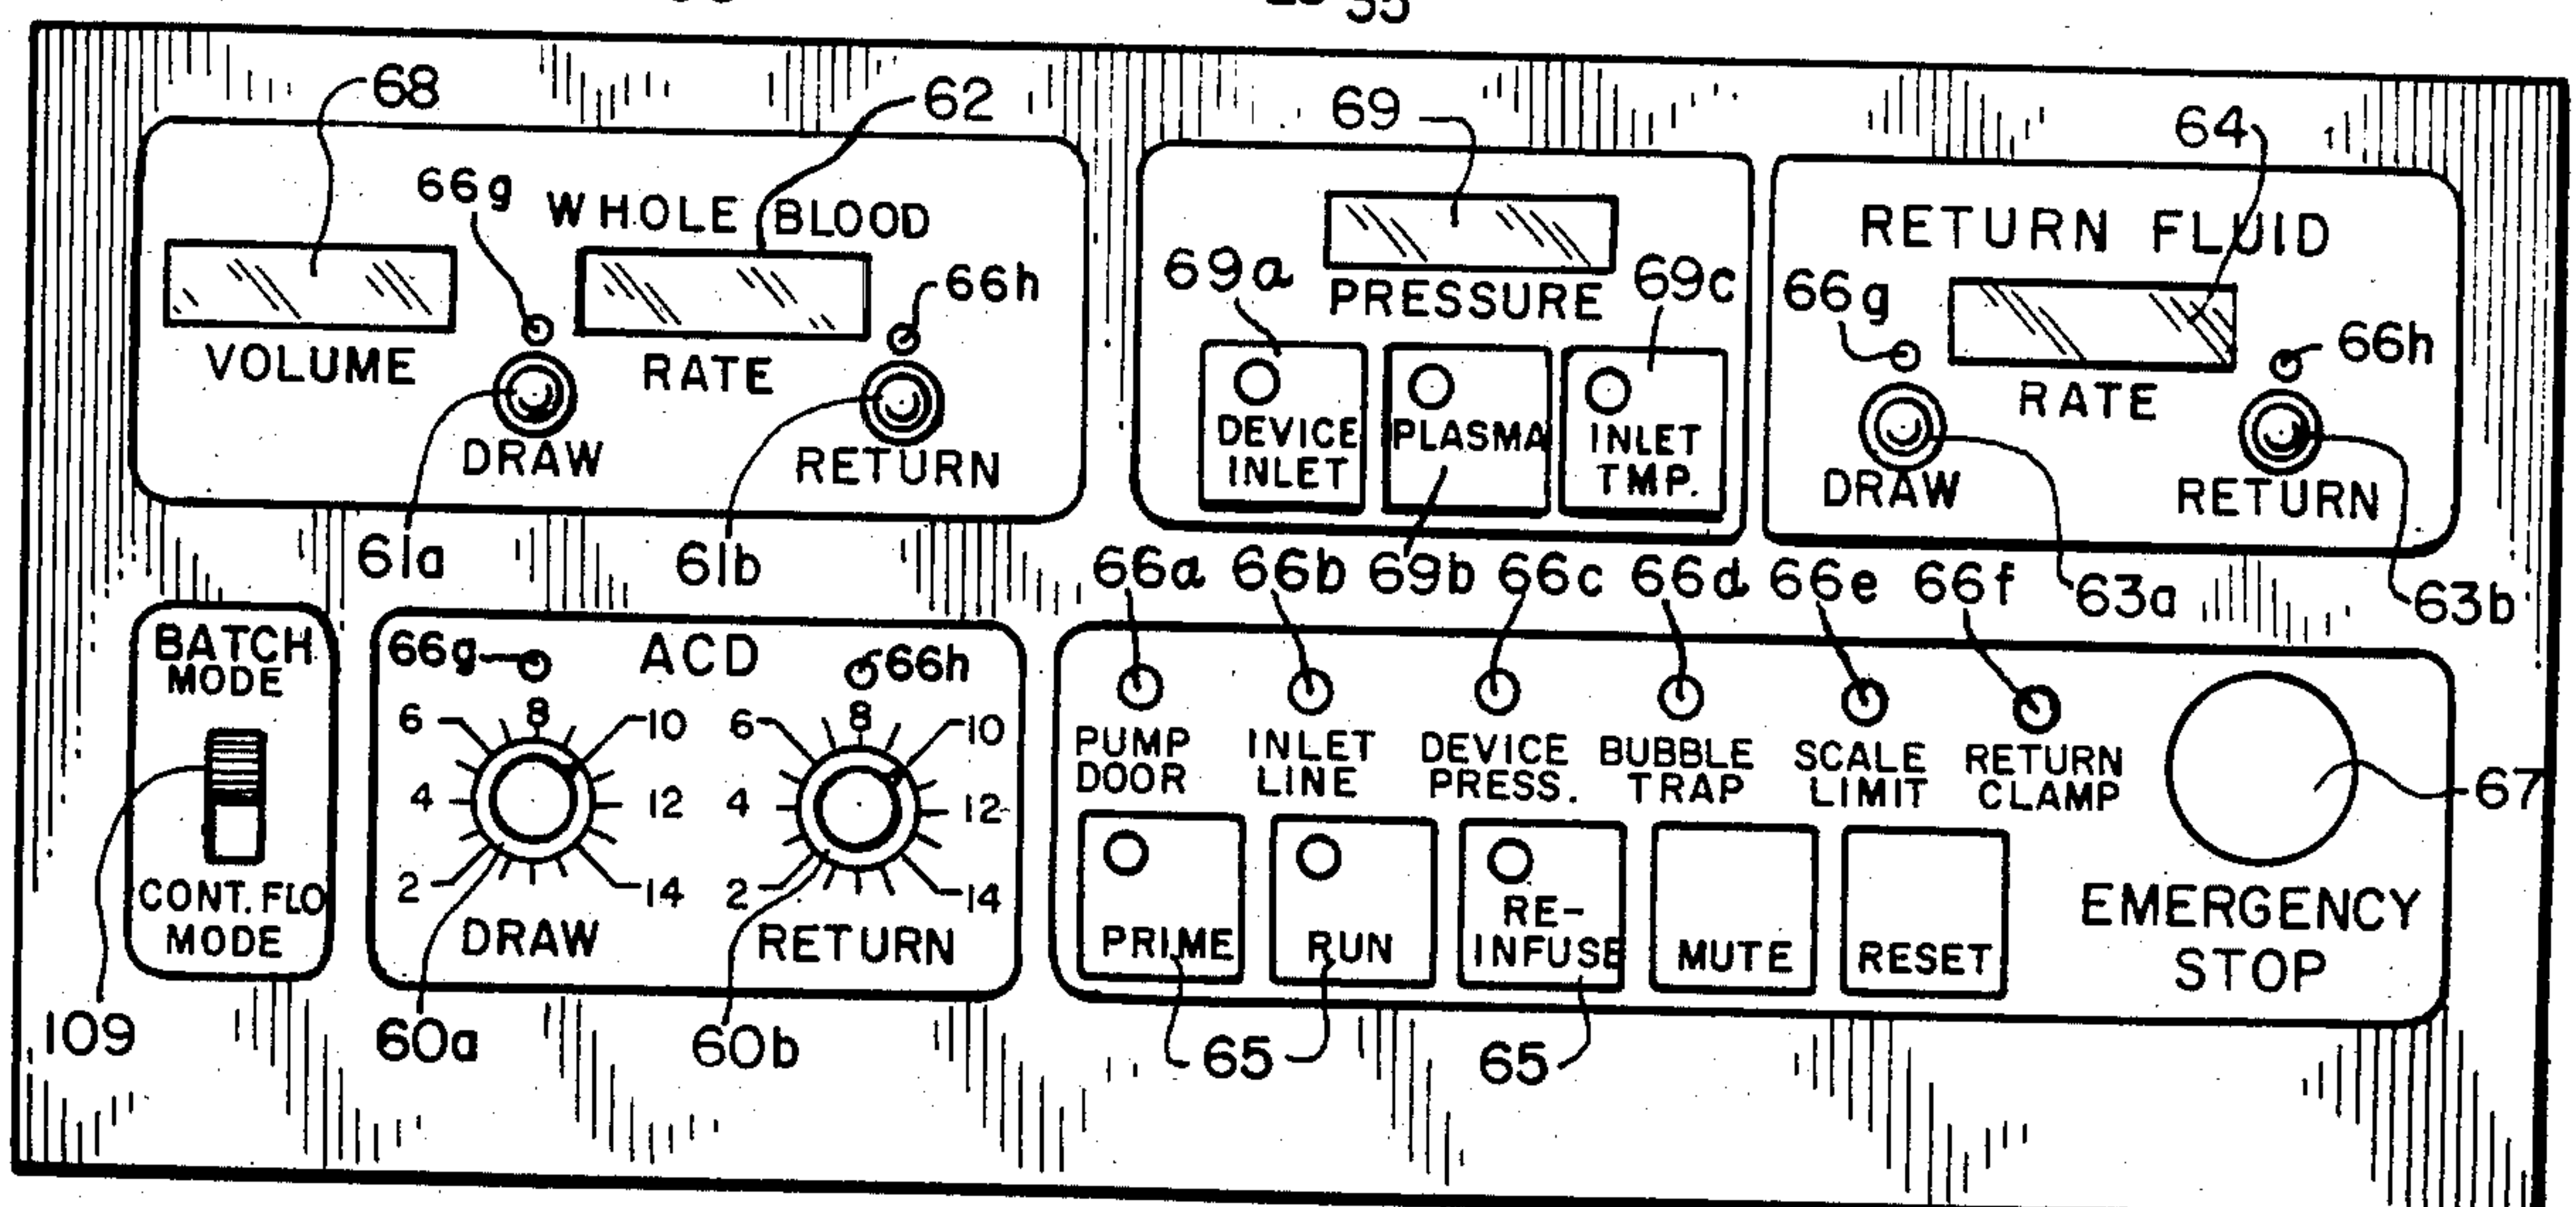 35
68
62
69
64
66g
WHOLE BLOOD
66h
VOLUME
RATE
DRAW
RETURN
61a
61b
69a
PRESSURE
69c
DEVICE
INLET
PLASMA
INLET
TMP.
69b
RETURN FLUID
66g
66h
RATE
DRAW
RETURN
63a
63b
BATCH
MODE
CONT. FLO
MODE
109
66g
ACD
66h
6
8
10
4
12
2
14
DRAW
6
8
10
4
12
2
14
RETURN
60a
60b
66a
66b
66c
66d
66e
66f
PUMP
DOOR
INLET
LINE
DEVICE
PRESS.
BUBBLE
TRAP
SCALE
LIMIT
RETURN
CLAMP
67
PRIME
RUN
RE-
INFUSE
MUTE
RESET
EMERGENCY
STOP
65
65